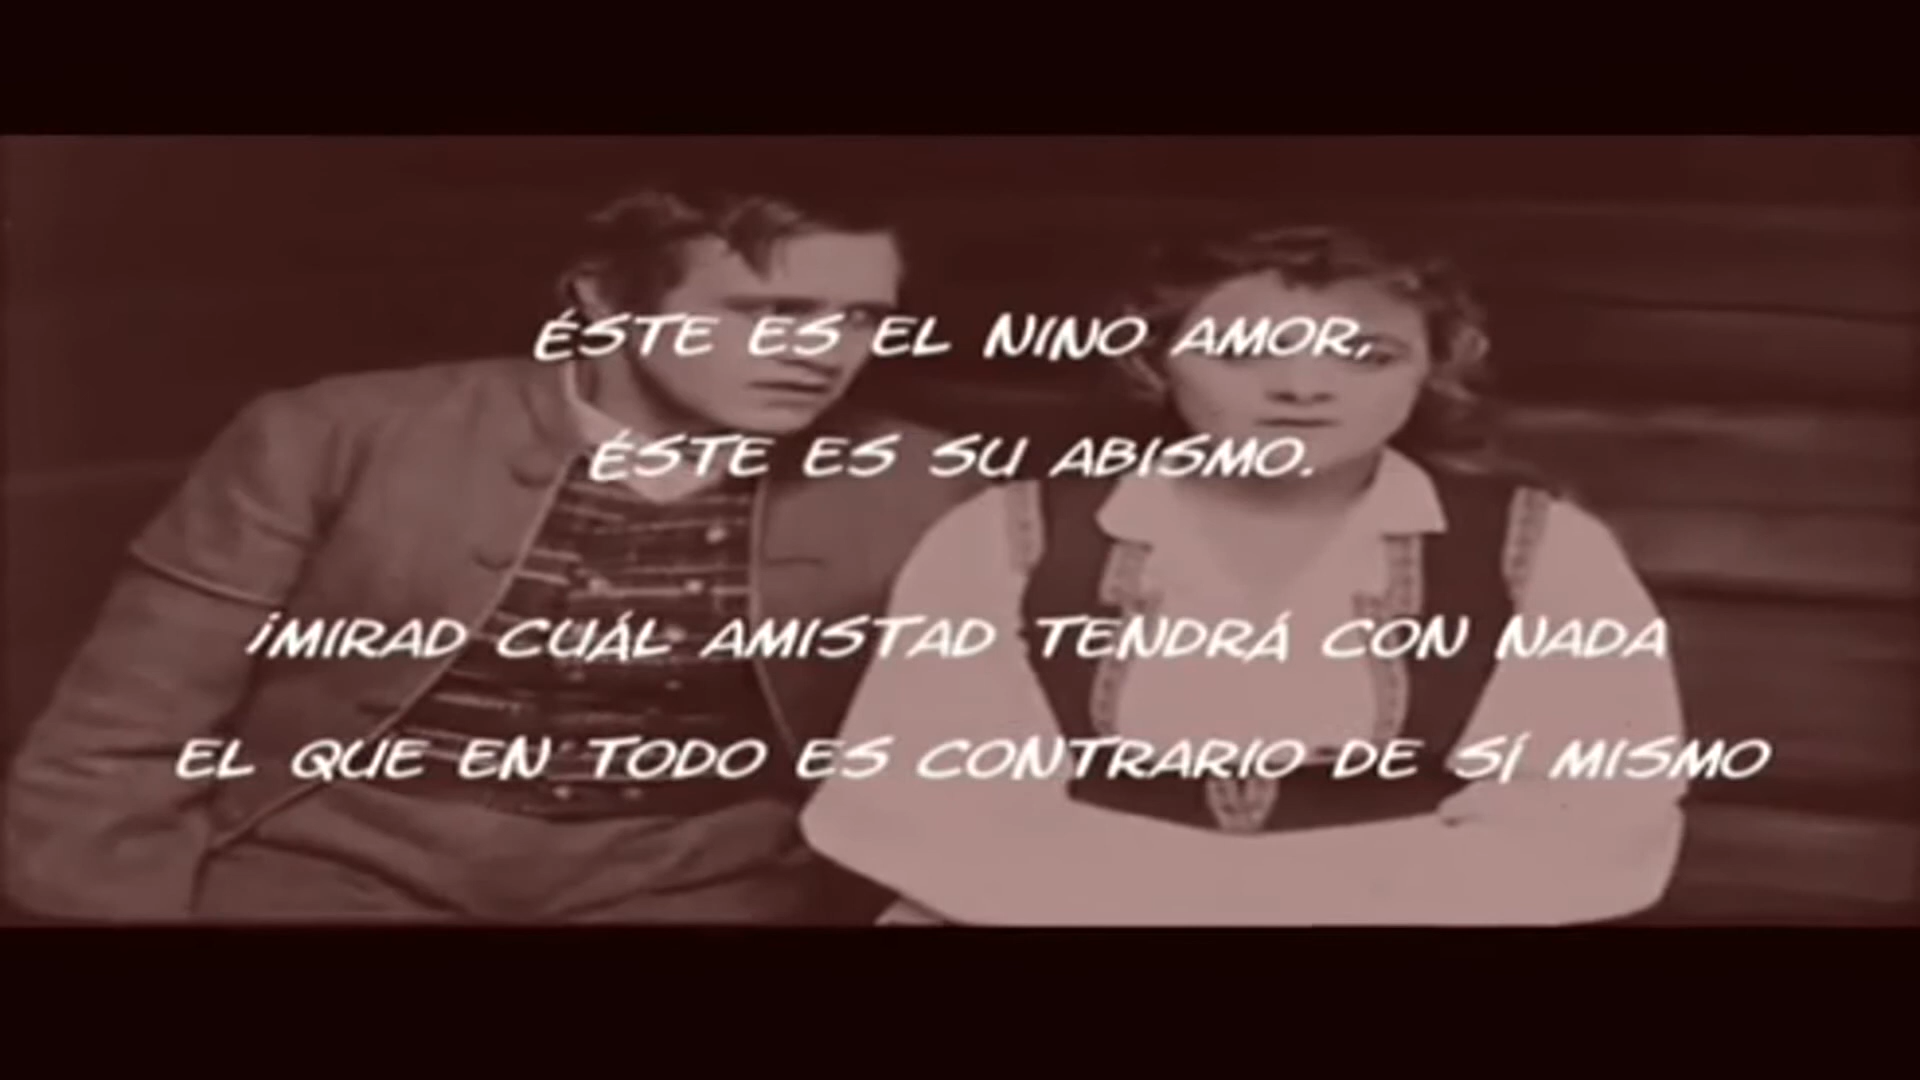 ÉSTE ES EL NINO AMOR,
ÉSTE ES SU ABISMO.
¡MIRAD CUÁL AMISTAD TENDRÁ CON NADA
EL QUE EN TODO ES CONTRARIO DE SÍ MISMO